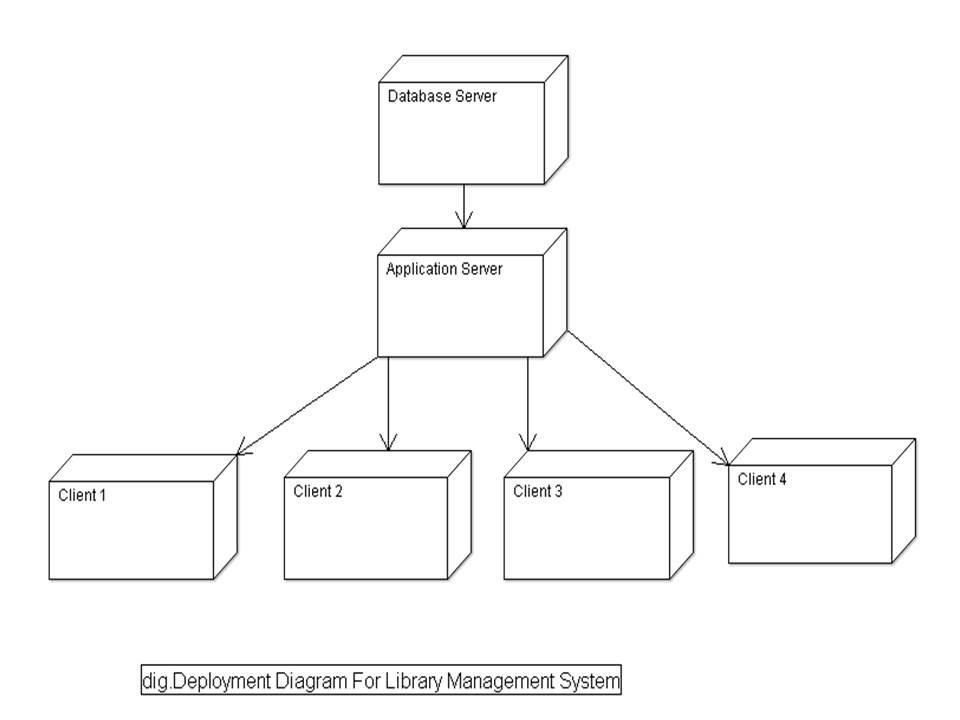 Database Server
Application Server
Client 1
Client 2
Client 3
Client 4
dig.Deployment Diagram For Library Management System